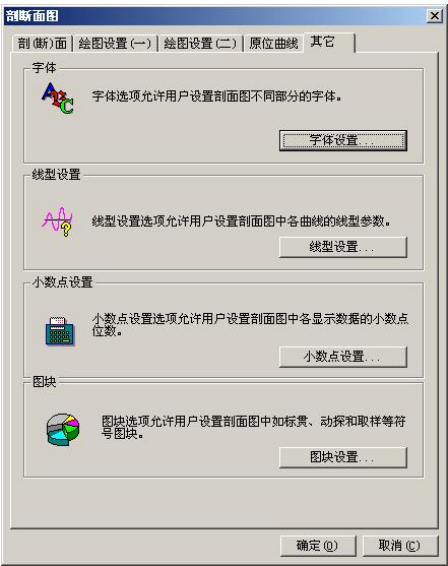 剖断面图
剖(断)面 绘图设置(一) 绘图设置(二) 原位曲线 其它
字体
字体选项允许用户设置剖面图不同部分的字体。
字体设置...
线型设置
线型设置选项允许用户设置剖面图中各曲线的线型参数。
线型设置...
小数点设置
小数点设置选项允许用户设置剖面图中各显示数据的小数点
位数。
小数点设置...
图块
图块选项允许用户设置剖面图中如标贯、动探和取样等符
号图块。
图块设置...
确定(O) 取消(C)